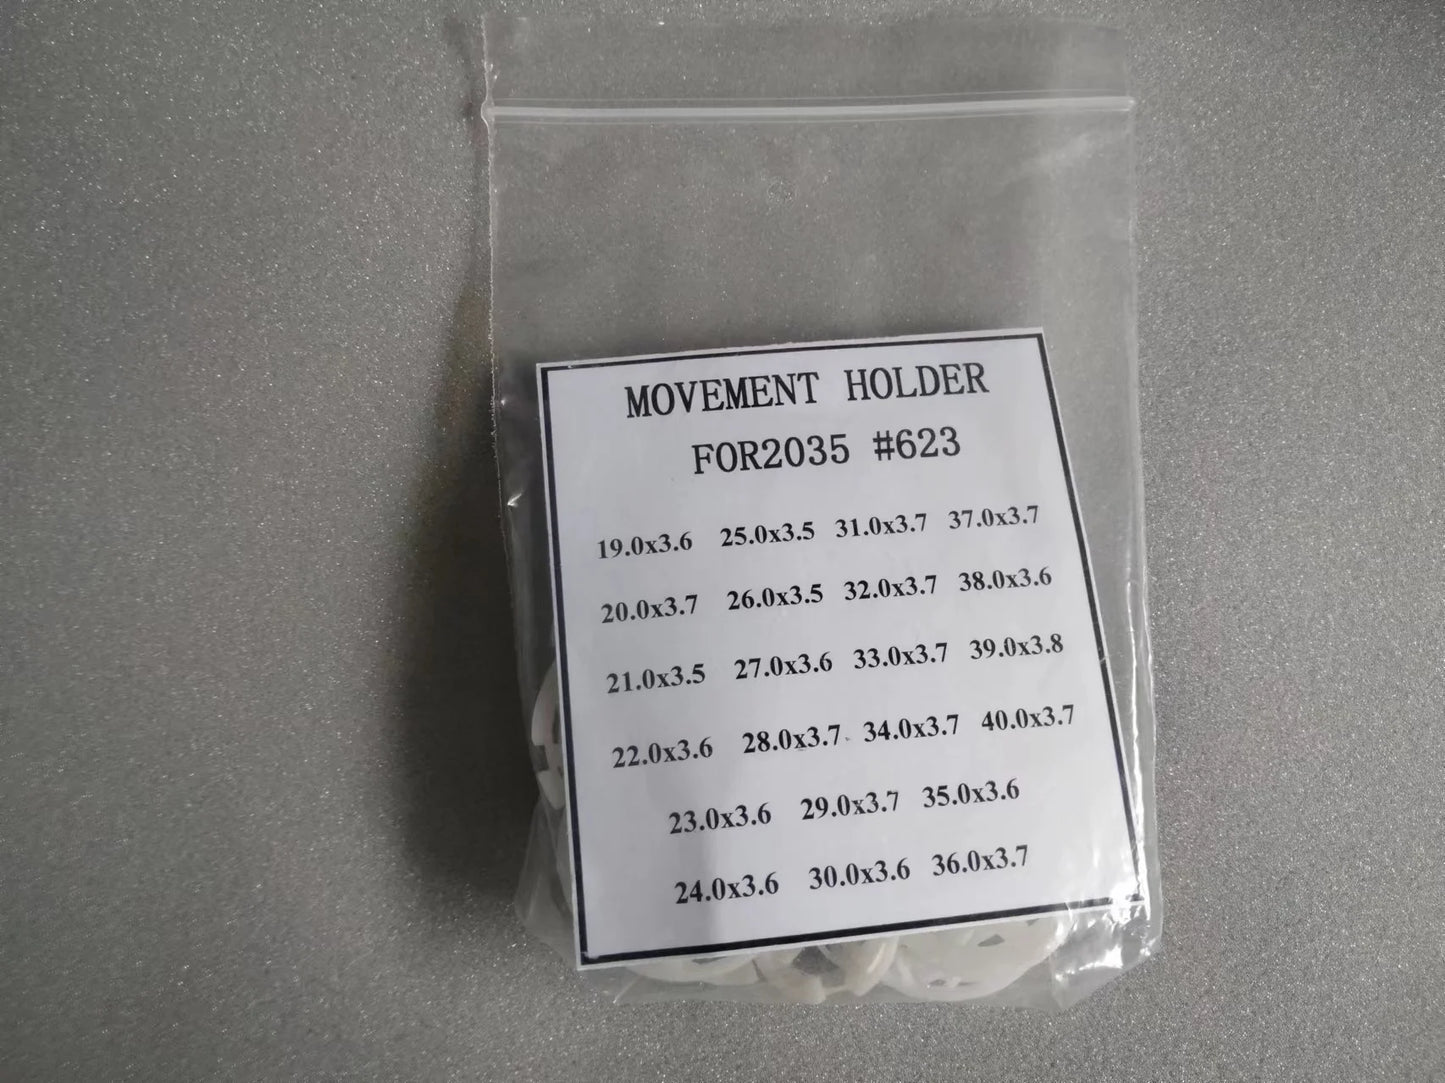 MOVEMENT HOLDER
FOR2035 #623
19.0x3.6 25.0x3.5 31.0x3.7 37.0x3.7
20.0x3.7 26.0x3.5 32.0x3.7 38.0x3.6
21.0x3.5 27.0x3.6 33.0x3.7 39.0x3.8
22.0x3.6 28.0x3.7 34.0x3.7 40.0x3.7
23.0x3.6 29.0x3.7 35.0x3.6
24.0x3.6 30.0x3.6 36.0x3.7